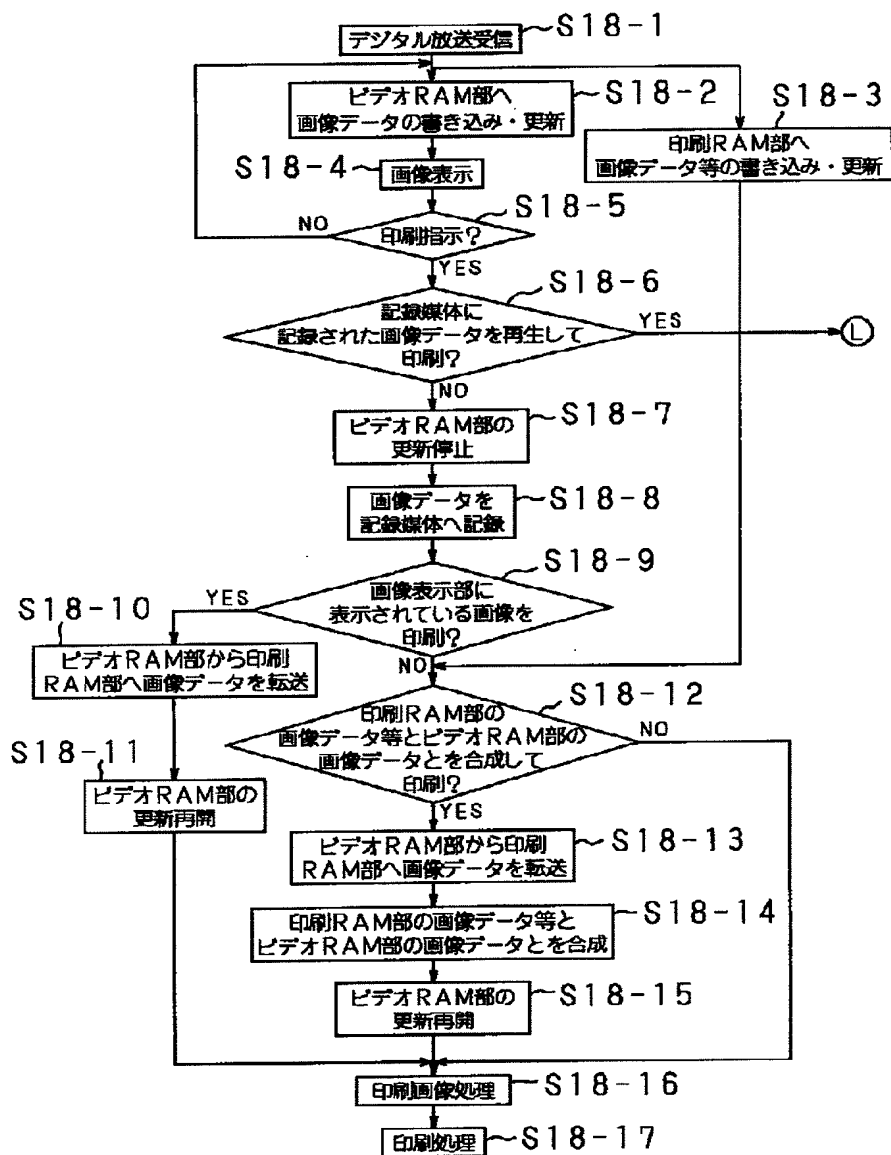 デジタル放送受信
S18-1
ビデオRAM部へ
画像データの書き込み・更新
S18-2
S18-3
印刷RAM部へ
画像データ等の書き込み・更新
S18-4
画像表示
S18-5
印刷指示?
NO
YES
S18-6
記録媒体に
記録された画像データを再生して
印刷?
YES
L
NO
ビデオRAM部の
更新停止
S18-7
画像データを
記録媒体へ記録
S18-8
S18-9
画像表示部に
表示されている画像を
印刷?
YES
S18-10
ビデオRAM部から印刷
RAM部へ画像データを転送
NO
S18-11
ビデオRAM部の
更新再開
S18-12
印刷RAM部の
画像データ等とビデオRAM部の
画像データとを合成して
印刷?
NO
YES
ビデオRAM部から印刷
RAM部へ画像データを転送
S18-13
印刷RAM部の画像データ等と
ビデオRAM部の画像データとを合成
S18-14
ビデオRAM部の
更新再開
S18-15
印刷画像処理
S18-16
印刷処理
S18-17